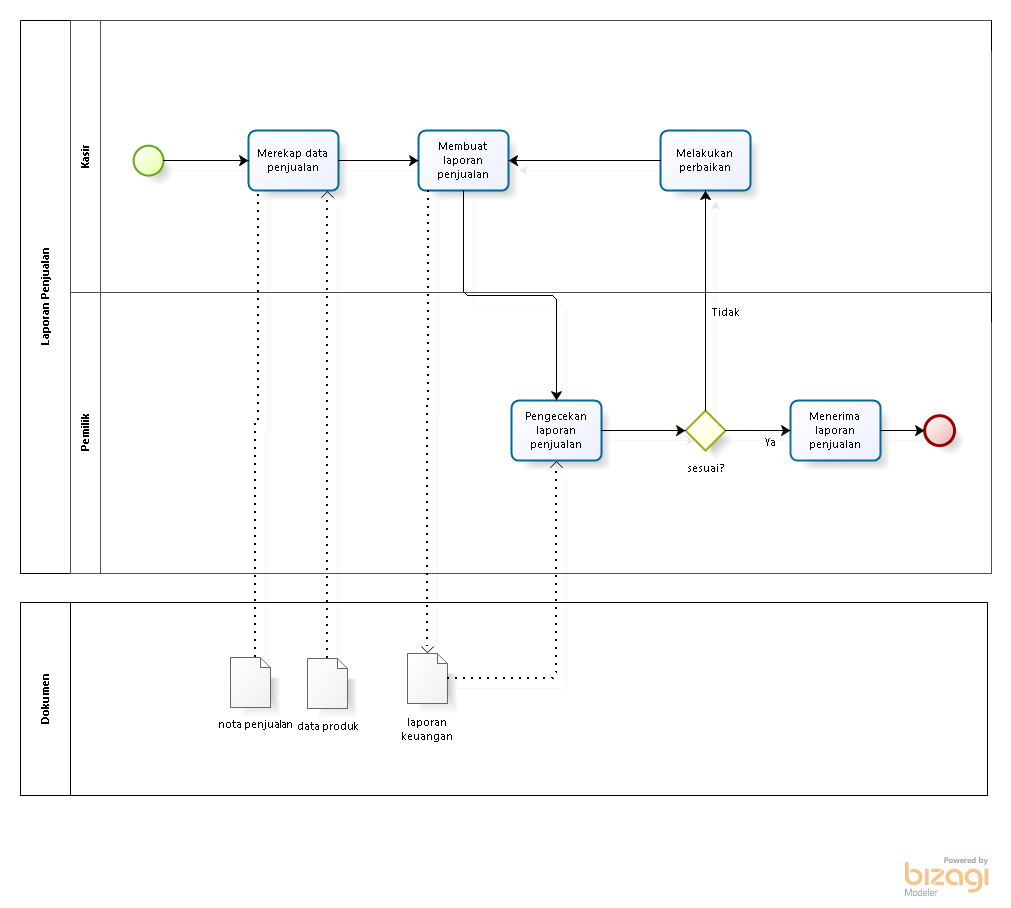 Laporan Penjualan
Kasir
Merekap data
penjualan
Membuat
laporan
penjualan
Melakukan
perbaikan
Tidak
Pemilik
Pengecekan
laporan
penjualan
sesuai?
Ya
Menerima
laporan
penjualan
Dokumen
nota penjualan
data produk
laporan
keuangan
Powered by
bizagi
Modeler